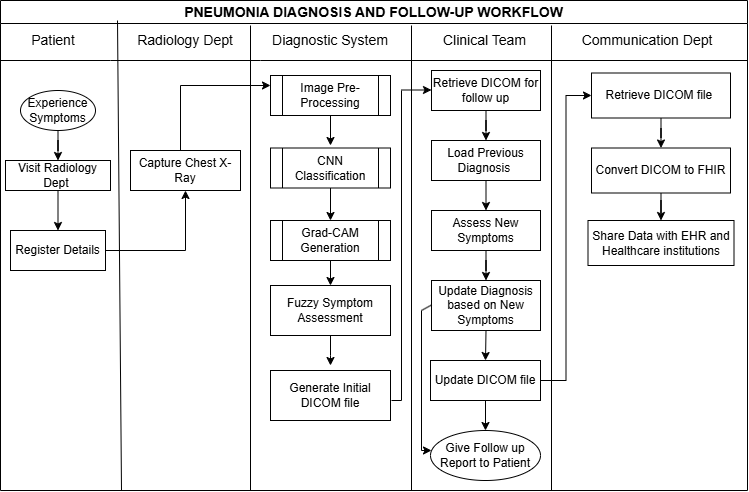 PNEUMONIA DIAGNOSIS AND FOLLOW-UP WORKFLOW
Patient
Radiology Dept
Diagnostic System
Clinical Team
Communication Dept
Experience
Symptoms
Visit Radiology
Dept
Register Details
Capture Chest X-
Ray
Image Pre-
Processing
CNN
Classification
Grad-CAM
Generation
Fuzzy Symptom
Assessment
Generate Initial
DICOM file
Retrieve DICOM for
follow up
Load Previous
Diagnosis
Assess New
Symptoms
Update Diagnosis
based on New
Symptoms
Update DICOM file
Give Follow up
Report to Patient
Retrieve DICOM file
Convert DICOM to FHIR
Share Data with EHR and
Healthcare institutions